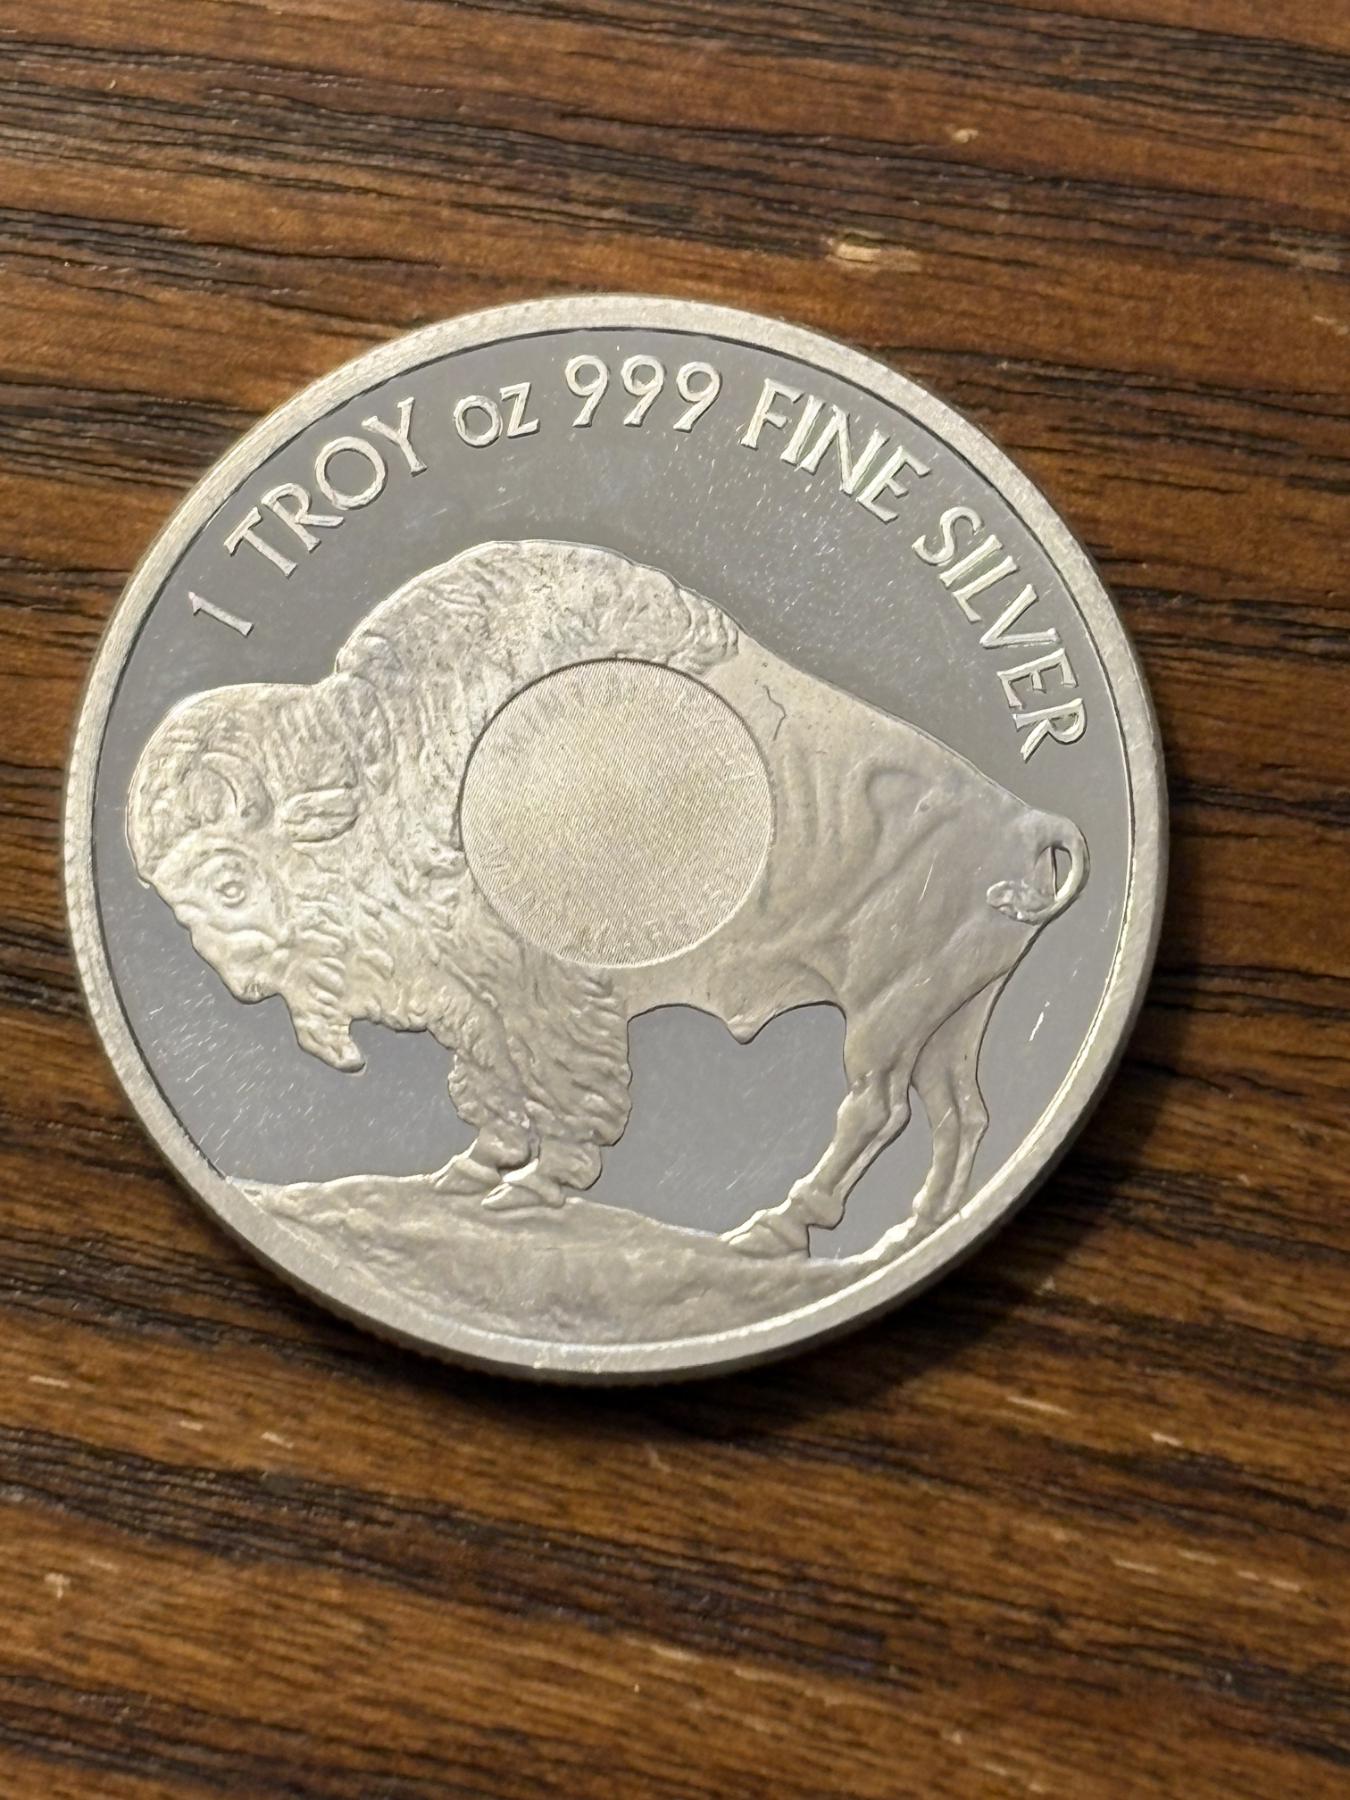 1 TROY oz 999 FINE SILVER